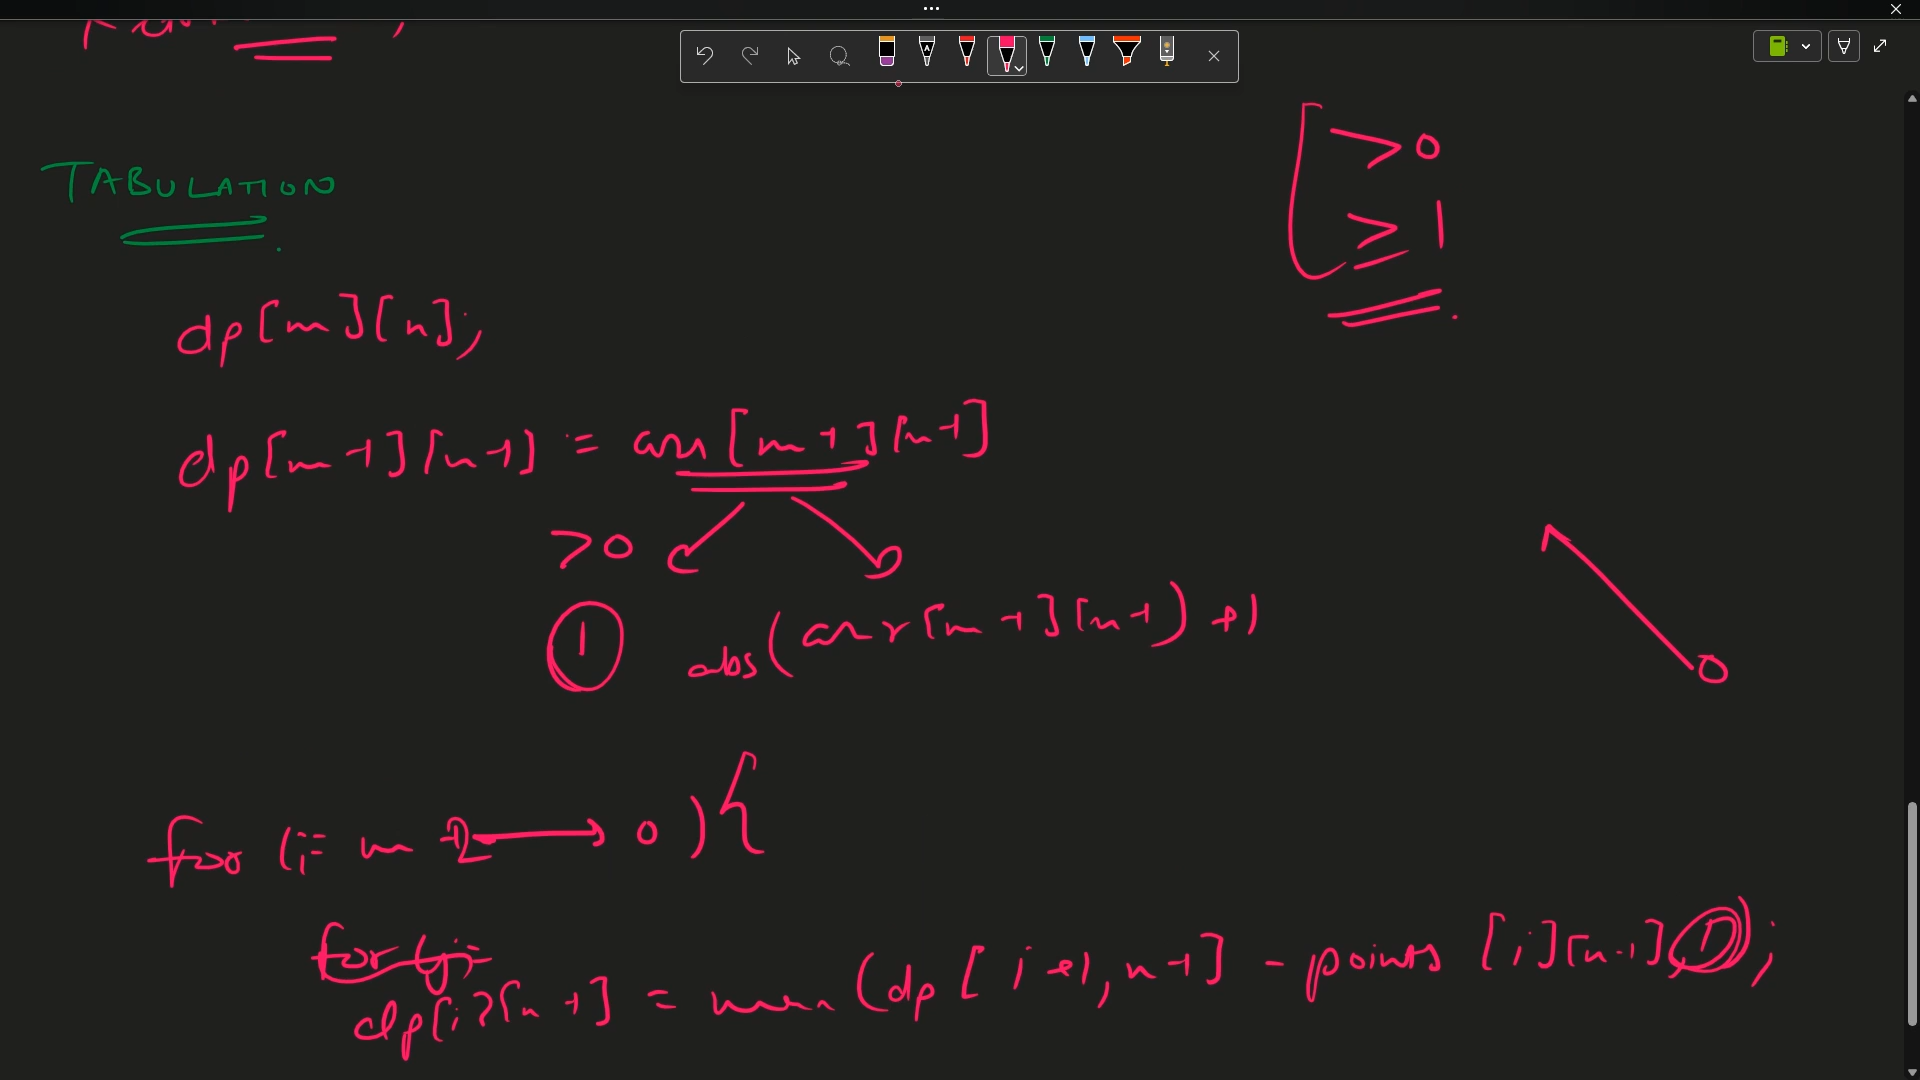 TABULATION
>0
≥1
dp[m][n];
dp[m-1][n-1] = arr[m-1][n-1]
>0
1 abs(arr[m-1][n-1]) +1
for (i= m-2 → 0 ) {
for (j=
dp[i][n-1] = (dp[i+1, n-1] - points [i][n-1], 1);
0